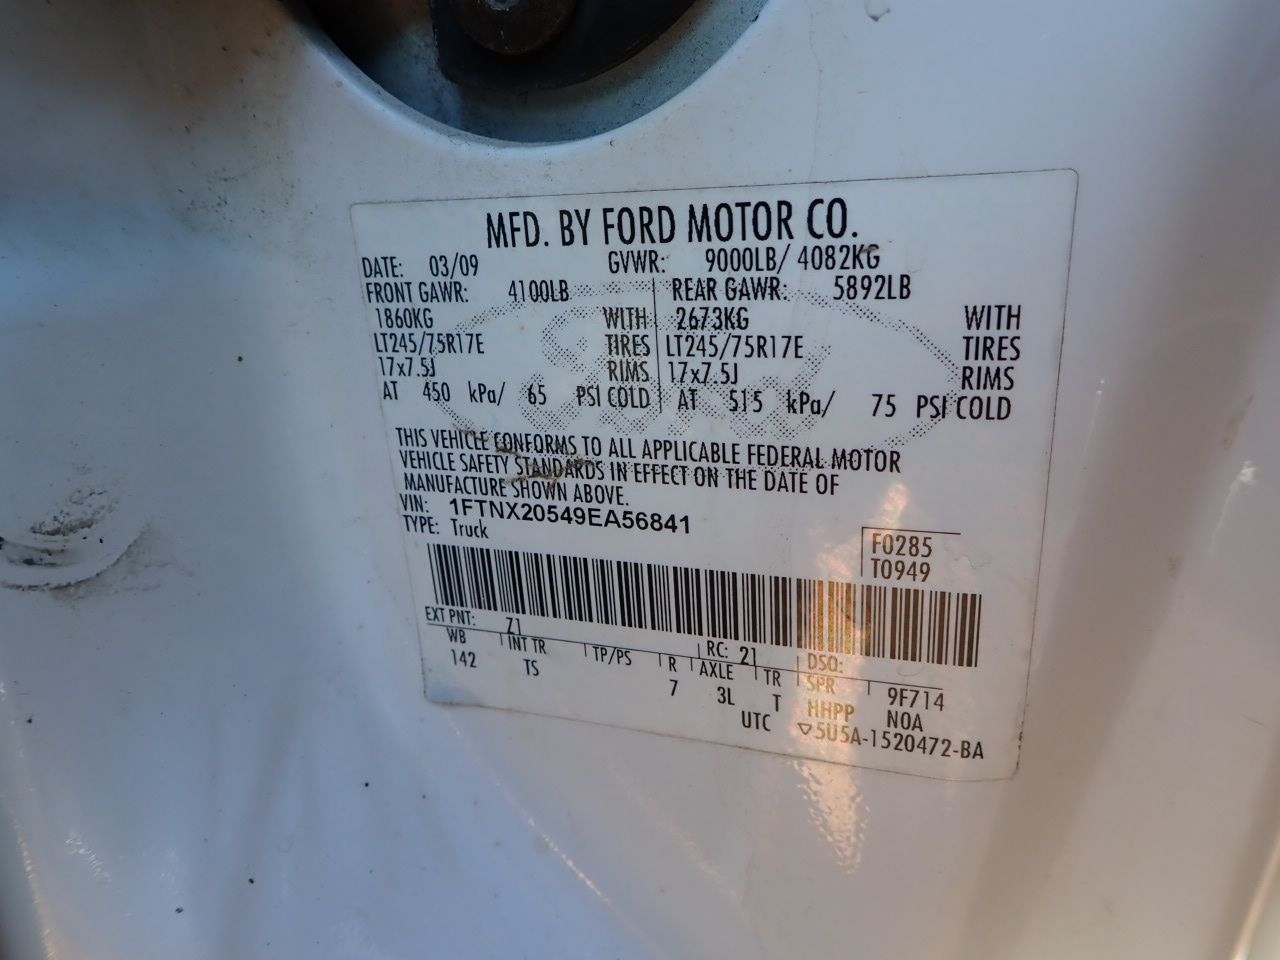 MFD. BY FORD MOTOR CO.
DATE: 03/09 GVWR: 9000LB/ 4082KG
FRONT GAWR: 4100LB REAR GAWR: 5892LB
1860KG WITH 2673KG WITH
LT245/75R17E TIRES LT245/75R17E TIRES
17x7.5J RIMS 17x7.5J RIMS
AT 450 kPa/ 65 PSI COLD AT 515 kPa/ 75 PSI COLD
THIS VEHICLE CONFORMS TO ALL APPLICABLE FEDERAL MOTOR
VEHICLE SAFETY STANDARDS IN EFFECT ON THE DATE OF
MANUFACTURE SHOWN ABOVE.
VIN: 1FTNX20549EA56841
TYPE: Truck
F0285
T0949
EXT PNT: Z1 RC: 21 DSO:
WB INT TR TP/PS R AXLE TR SPR 9F714
142 TS 7 3L T HHPP NOA
UTC ▽5U5A-1520472-BA